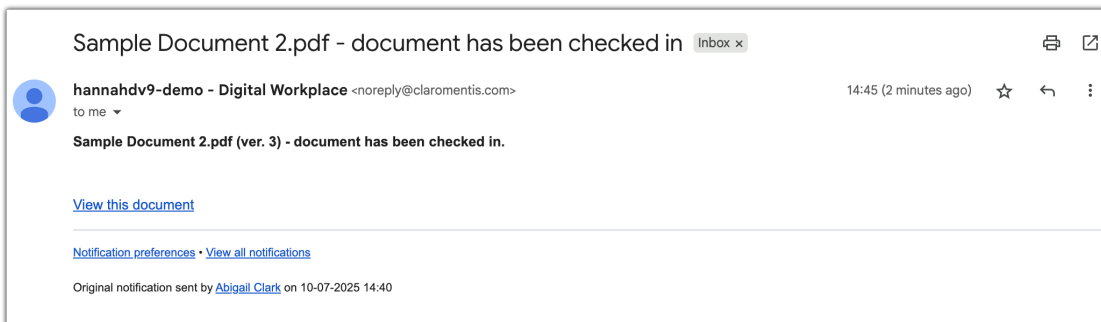 Sample Document 2.pdf - document has been checked in Inbox ×
hannahdv9-demo - Digital Workplace <noreply@claromentis.com> 14:45 (2 minutes ago)
to me
Sample Document 2.pdf (ver. 3) - document has been checked in.
View this document
Notification preferences • View all notifications
Original notification sent by Abigail Clark on 10-07-2025 14:40